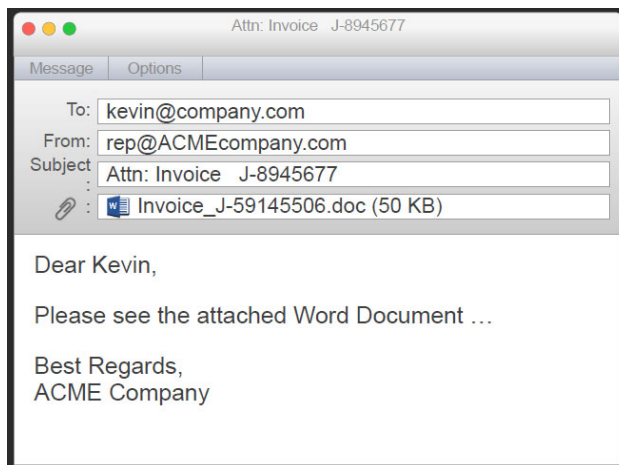 Attn: Invoice   J-8945677
Message Options
To: kevin@company.com
From: rep@ACMEcompany.com
Subject : Attn: Invoice   J-8945677
: Invoice_J-59145506.doc (50 KB)
Dear Kevin,
Please see the attached Word Document …
Best Regards,
ACME Company